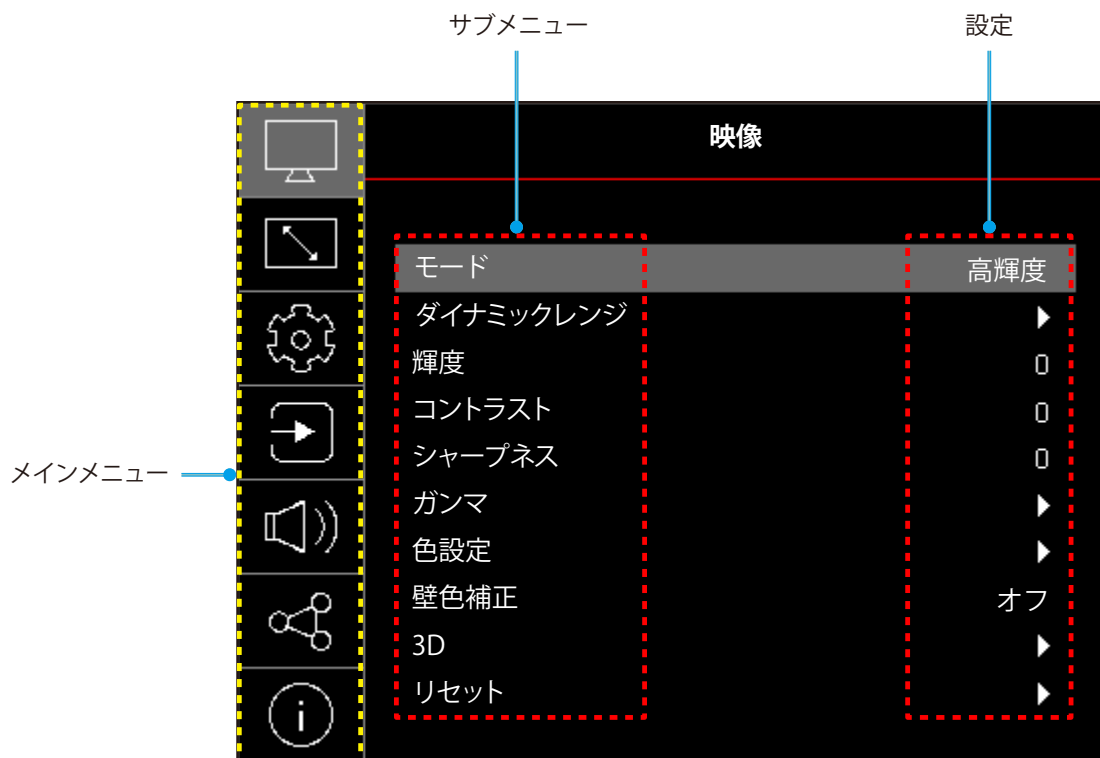 サブメニュー 設定
映像
モード 高輝度
ダイナミックレンジ
輝度 0
コントラスト 0
シャープネス 0
メインメニュー
ガンマ
色設定
壁色補正 オフ
3D
リセット
i